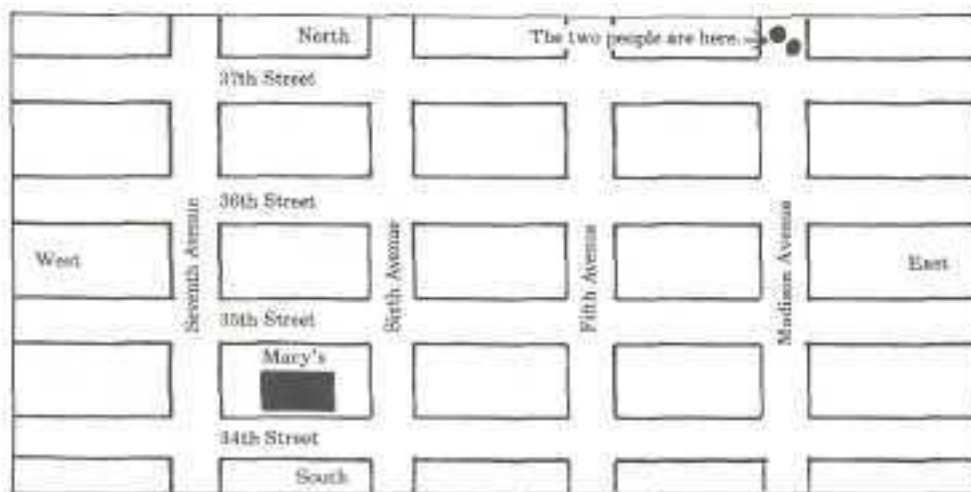 North
The two people are here.
37th Street
36th Street
West
Seventh Avenue
Sixth Avenue
Fifth Avenue
Madison Avenue
East
35th Street
Macy's
34th Street
South